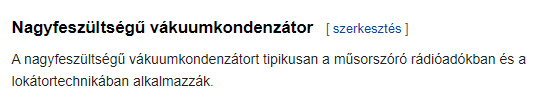 Nagyfeszültségű vákuumkondenzátor [ szerkesztés ]
A nagyfeszültségű vákuumkondenzátort tipikusan a műsorszóró rádióadókban és a
lokátortechnikában alkalmazzák.